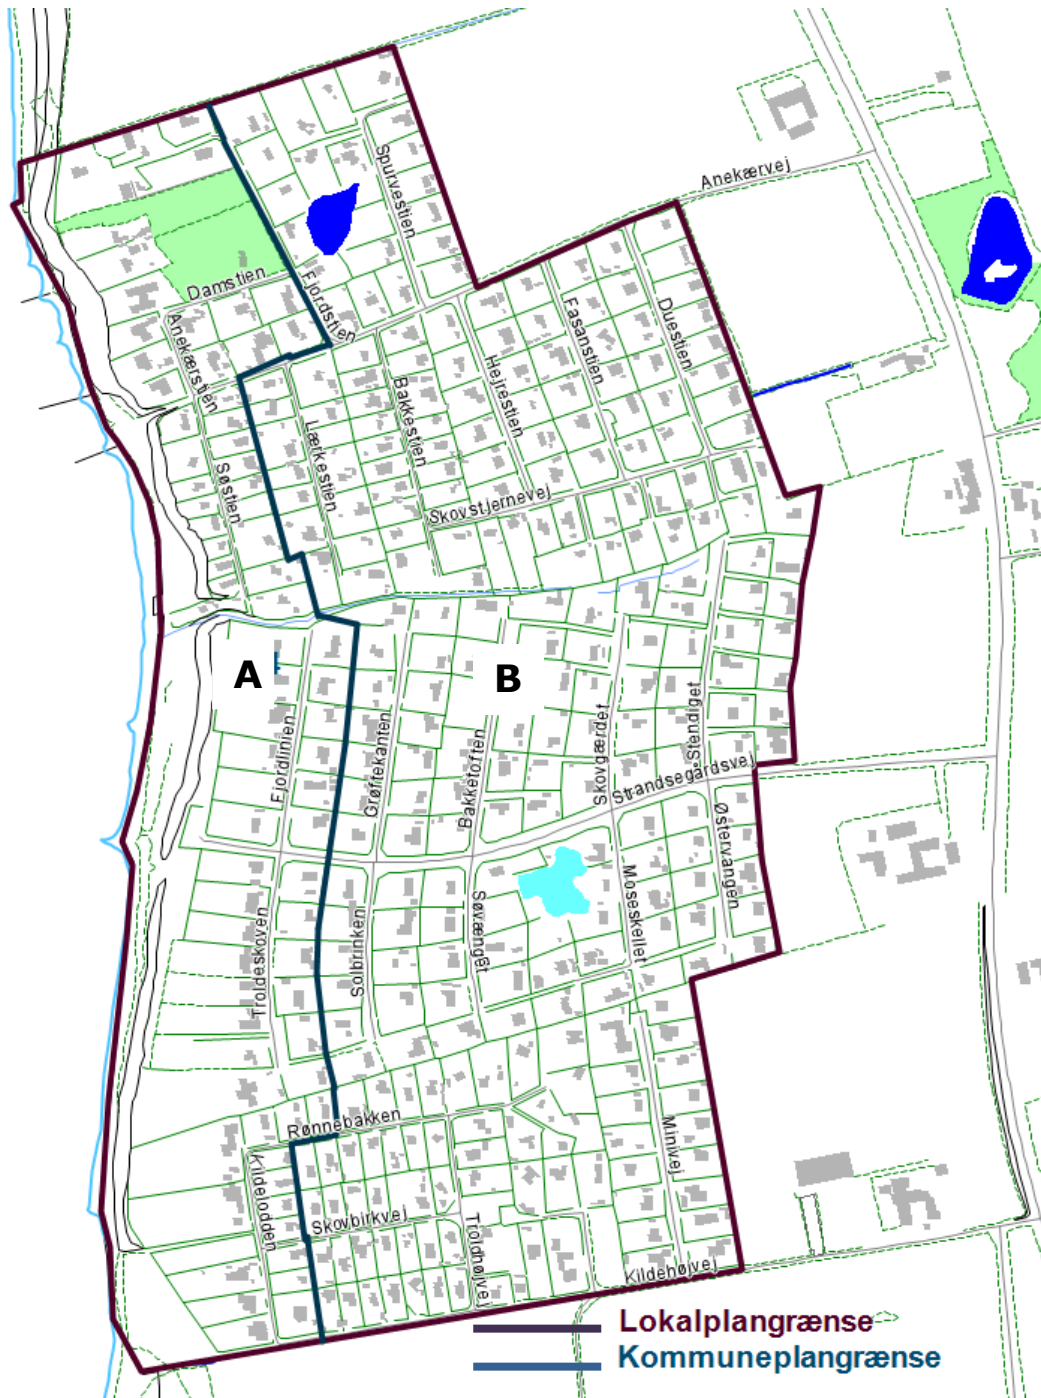 Spurvestien
Anekærvej
Damstien
Fjordstien
Anekærstien
Fasanstien
Duestien
Hejrestien
Bakkestien
Lærkestien
Søstien
Skovstjernevej
A
B
Stendiget
Skovgærdet
Fjordlinien
Grøftekanten
Bakketoften
Strandsegårdsvej
Østervangen
Moseskellet
Søvænget
Solbrinken
Troldeskoven
Rønnebakken
Minivej
Kildelodden
Skovbirkvej
Troldhøjvej
Kildehøjvej
Lokalplangrænse
Kommuneplangrænse